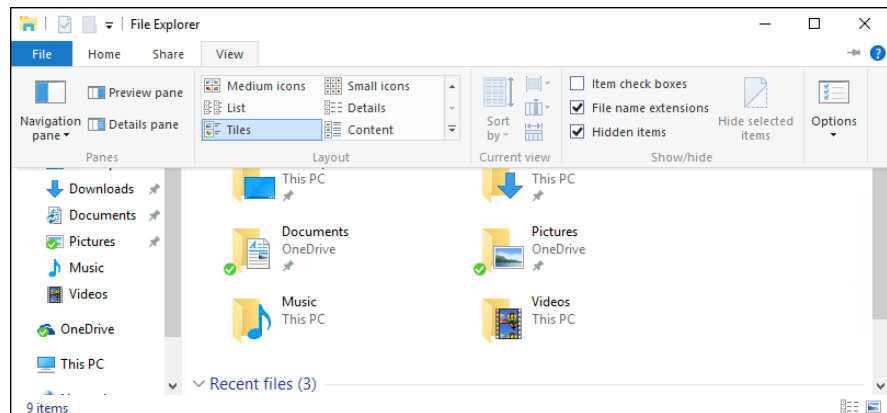 File Explorer
File Home Share View
Navigation pane
Preview pane
Details pane
Panes
Medium icons Small icons
List Details
Tiles Content
Layout
Sort by
Current view
Item check boxes
File name extensions
Hidden items
Hide selected items
Show/hide
Options
Downloads
Documents
Pictures
Music
Videos
OneDrive
This PC
This PC
This PC
Documents
OneDrive
Pictures
OneDrive
Music
This PC
Videos
This PC
Recent files (3)
9 items